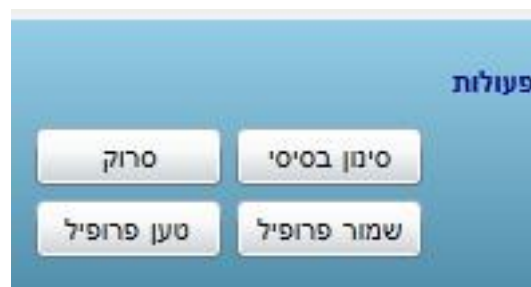 פעולות
סינון בסיסי
סרוק
שמור פרופיל
טען פרופיל